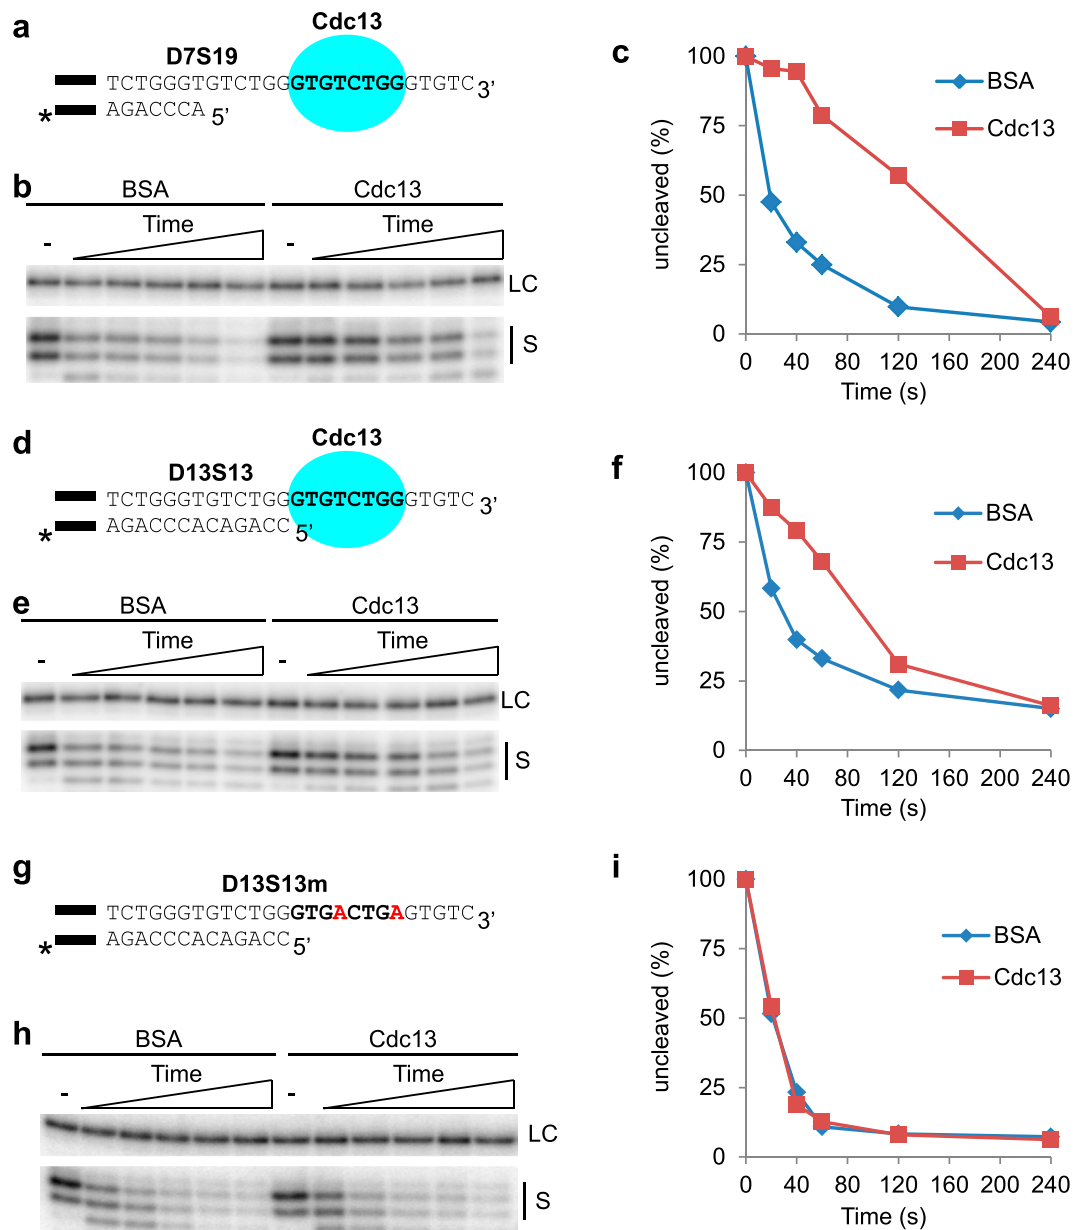 a
Cdc13
D7S19
TCTGGGTGTCTGGGTGTCTGGGTGTC 3’
* AGACCCA 5’
b
BSA Cdc13
Time Time
- -
LC
S
c
100
75
50
25
0
uncleaved (%)
BSA
Cdc13
0 40 80 120 160 200 240
Time (s)
d
Cdc13
D13S13
TCTGGGTGTCTGGGTGTCTGGGTGTC 3’
* AGACCCACAGACC 5’
e
BSA Cdc13
Time Time
- -
LC
S
f
100
75
50
25
0
uncleaved (%)
BSA
Cdc13
0 40 80 120 160 200 240
Time (s)
g
D13S13m
TCTGGGTGTCTGGGTGACTGAGTGTC 3’
* AGACCCACAGACC 5’
h
BSA Cdc13
Time Time
- -
LC
S
i
100
75
50
25
0
uncleaved (%)
BSA
Cdc13
0 40 80 120 160 200 240
Time (s)